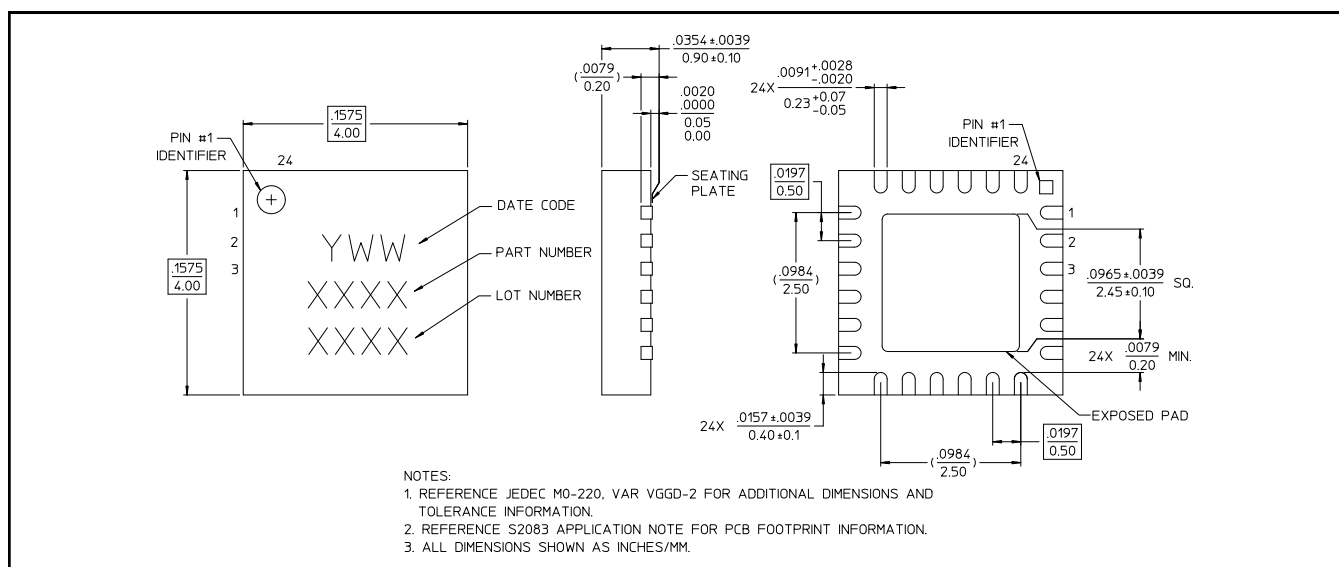 .1575
4.00
PIN #1
IDENTIFIER
24
1
2
3
.1575
4.00
YWW
XXXX
XXXX
DATE CODE
PART NUMBER
LOT NUMBER
.0354±.0039
0.90±0.10
(.0079
0.20)
.0020
.0000
0.05
0.00
SEATING
PLATE
24X .0091 +.0028
-.0020
0.23 +0.07
-0.05
PIN #1
IDENTIFIER
24
.0197
0.50
1
2
3
(.0984
2.50)
.0965±.0039
2.45±0.10 SQ.
24X .0079
0.20 MIN.
24X .0157±.0039
0.40±0.1
EXPOSED PAD
.0197
0.50
(.0984
2.50)
NOTES:
1. REFERENCE JEDEC MO-220, VAR VGGD-2 FOR ADDITIONAL DIMENSIONS AND
TOLERANCE INFORMATION.
2. REFERENCE S2083 APPLICATION NOTE FOR PCB FOOTPRINT INFORMATION.
3. ALL DIMENSIONS SHOWN AS INCHES/MM.